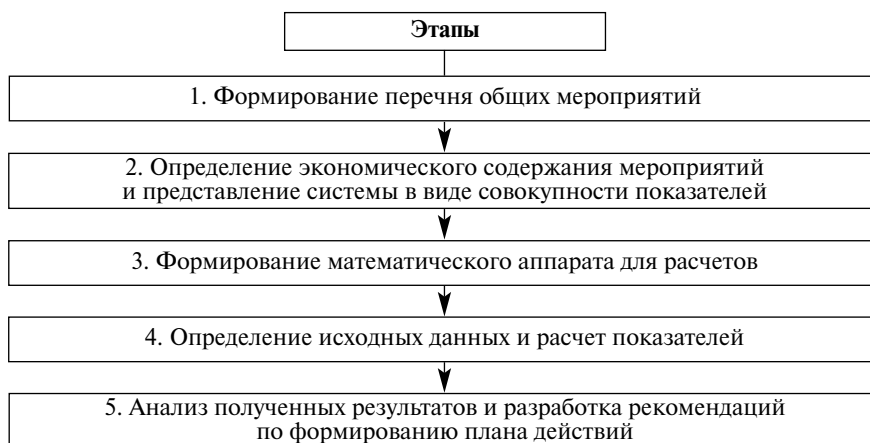 Этапы
1. Формирование перечня общих мероприятий
2. Определение экономического содержания мероприятий
и представление системы в виде совокупности показателей
3. Формирование математического аппарата для расчетов
4. Определение исходных данных и расчет показателей
5. Анализ полученных результатов и разработка рекомендаций
по формированию плана действий